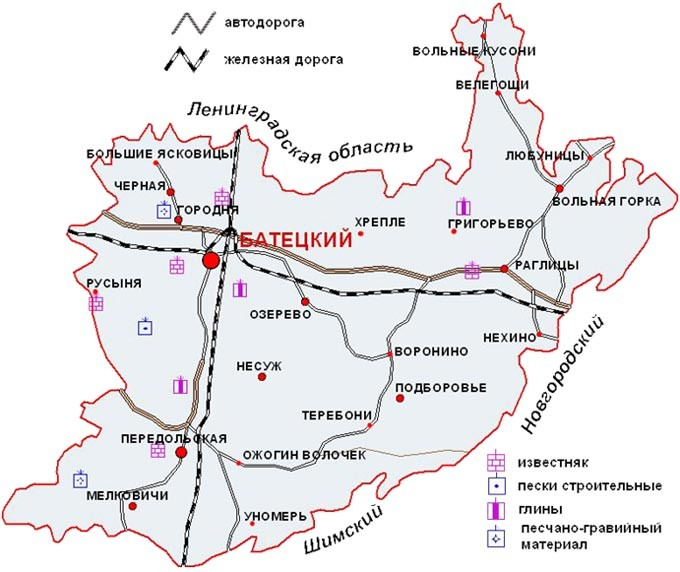 автодорога
железная дорога
ВОЛЬНЫЕ КУСОНИ
ВЕЛЕГОЩИ
Ленинградская область
БОЛЬШИЕ ЯСКОВИЦЫ
ЛЮБУНИЦЫ
ЧЕРНАЯ
ВОЛЬНАЯ ГОРКА
ГОРОДНЯ
ХРЕПЛЕ
ГРИГОРЬЕВО
БАТЕЦКИЙ
РАГЛИЦЫ
РУСЫНЯ
ОЗЕРЕВО
НЕХИНО
ВОРОНИНО
НЕСУЖ
ПОДБОРОВЬЕ
Новгородский
ТЕРЕБОНИ
ПЕРЕДОЛЬСКАЯ
ОЖОГИН ВОЛОЧЕК
МЕЛКОВИЧИ
УНОМЕРЬ
Шимский
известняк
пески строительные
глины
песчано-гравийный
материал